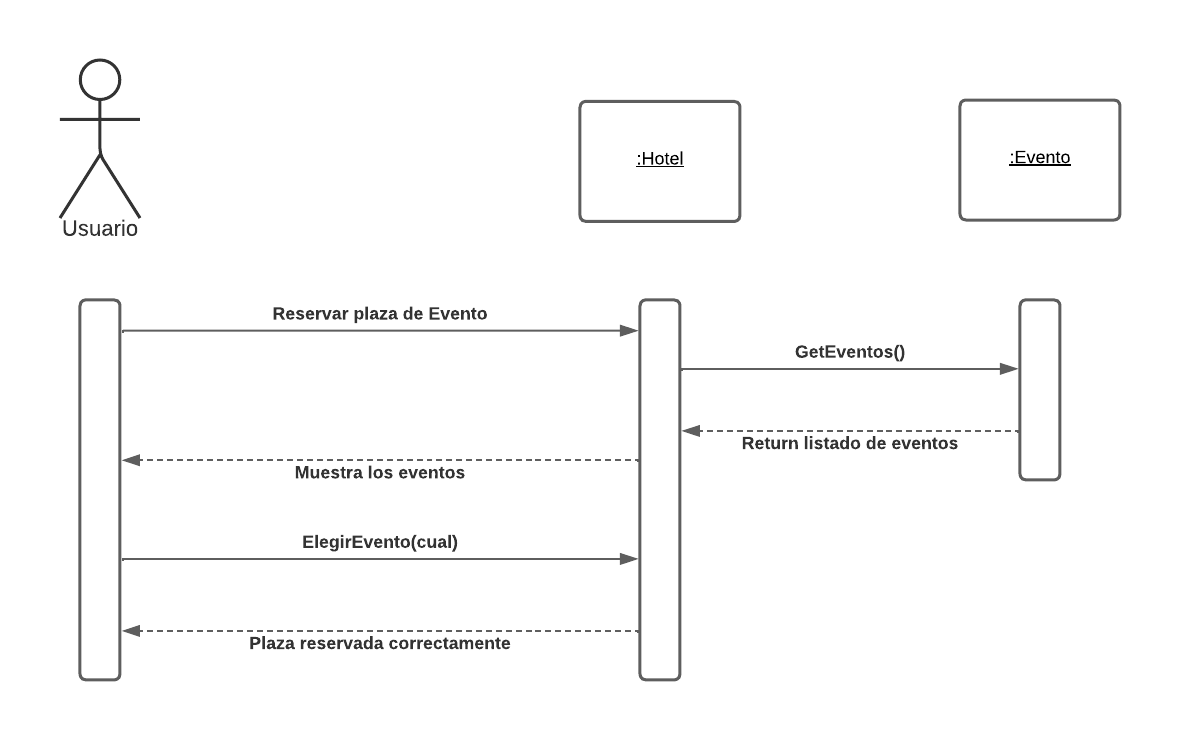 Usuario
:Hotel
:Evento
Reservar plaza de Evento
GetEventos()
Return listado de eventos
Muestra los eventos
ElegirEvento(cual)
Plaza reservada correctamente